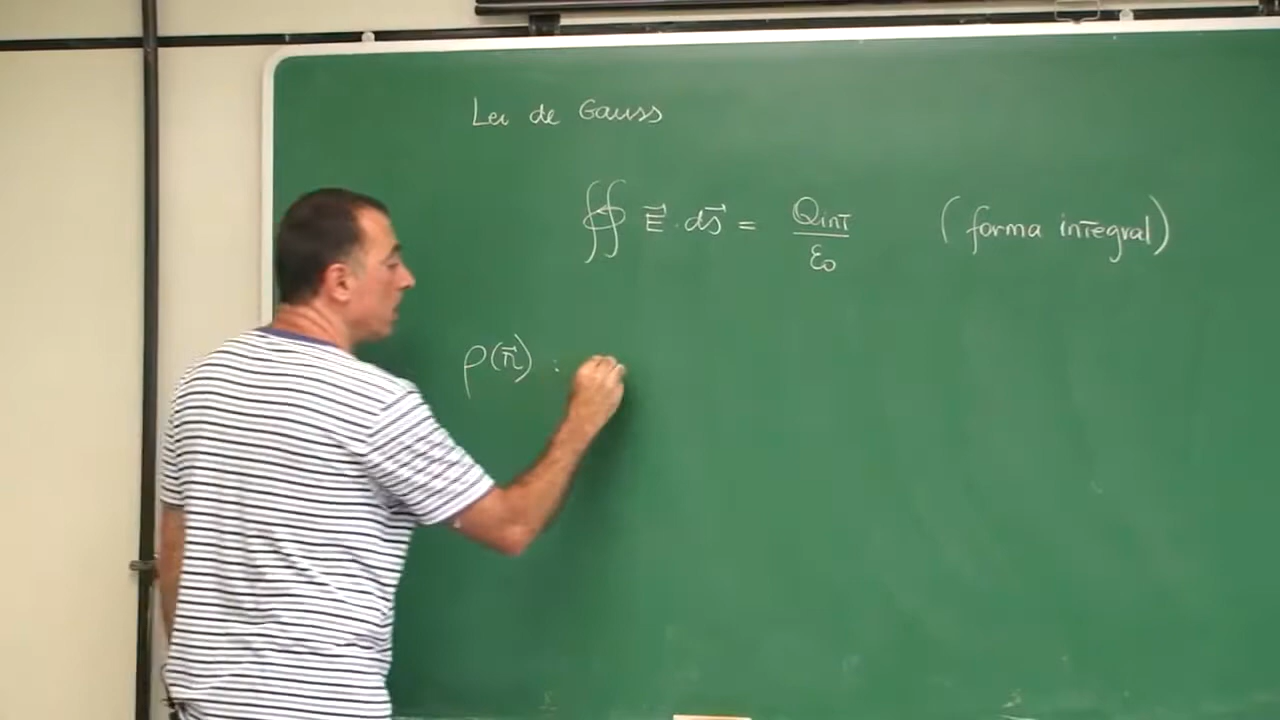 Lei de Gauss
∯ E⃗ · dS⃗ = Qint / ε₀ (forma integral)
ρ(r⃗) :